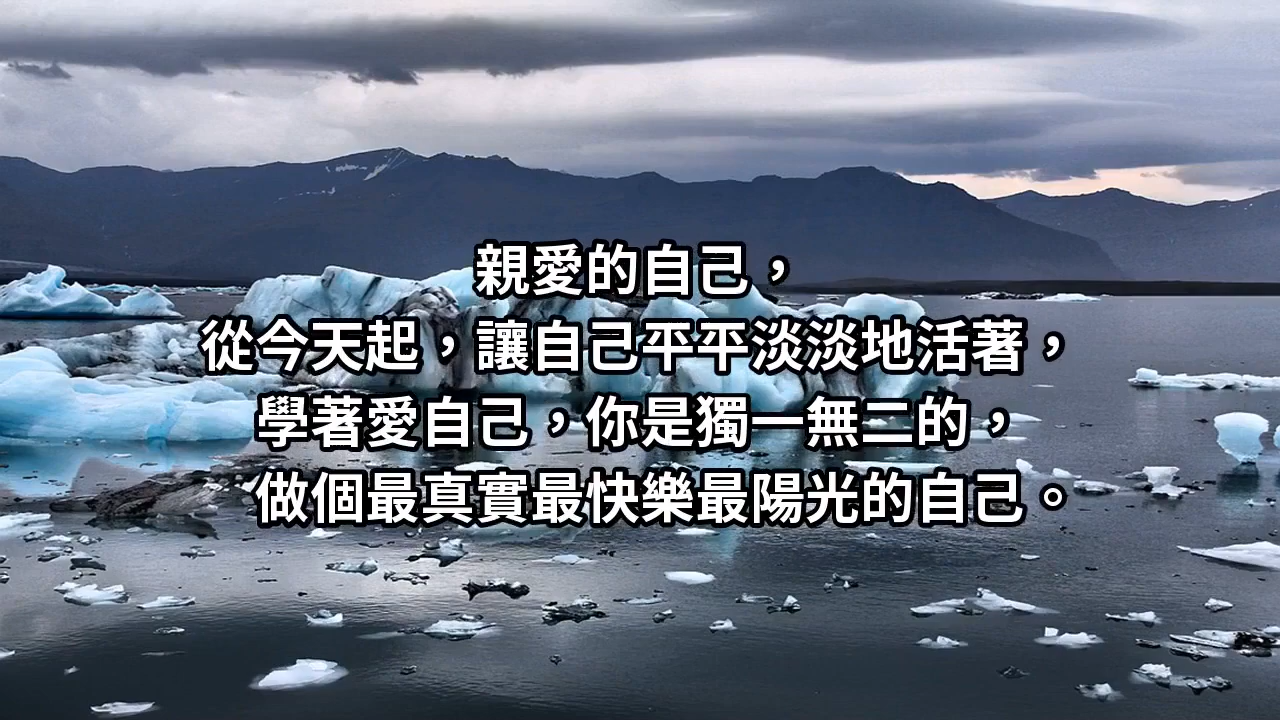 親愛的自己，
從今天起，讓自己平平淡淡地活著，
學著愛自己，你是獨一無二的，
做個最真實最快樂最陽光的自己。